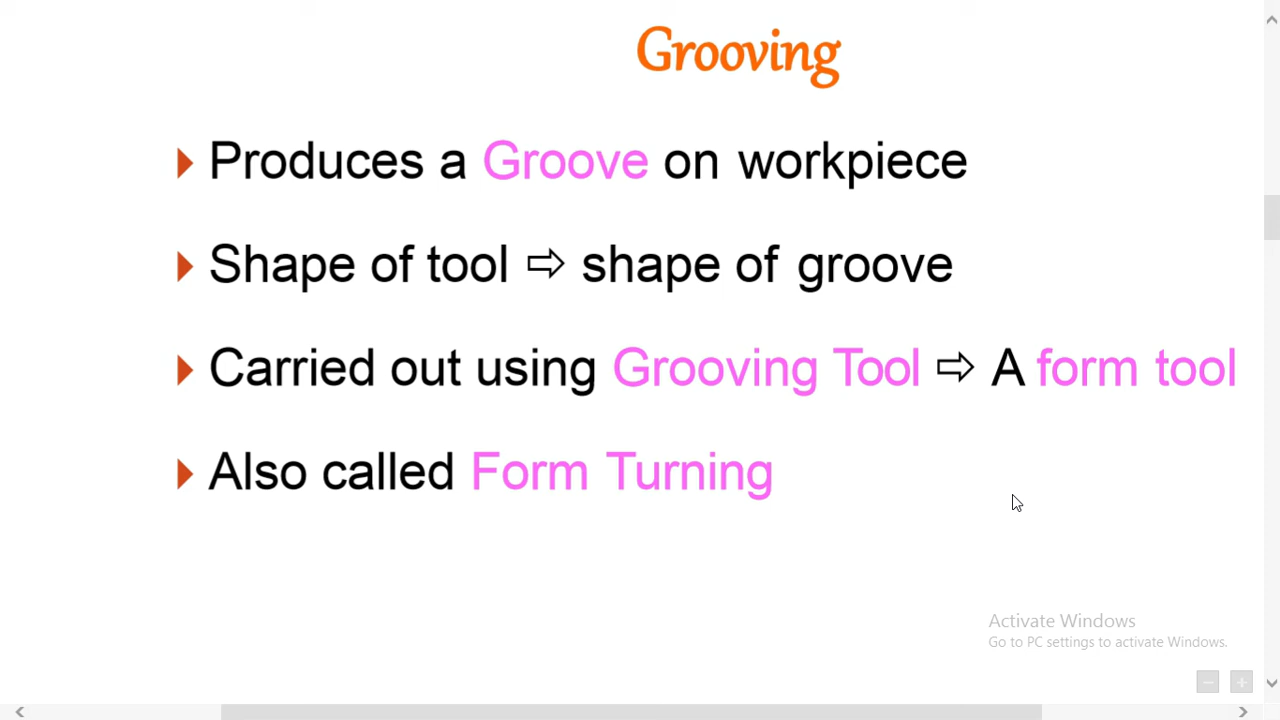 Grooving
Produces a Groove on workpiece
Shape of tool ⇨ shape of groove
Carried out using Grooving Tool ⇨ A form tool
Also called Form Turning
Activate Windows
Go to PC settings to activate Windows.